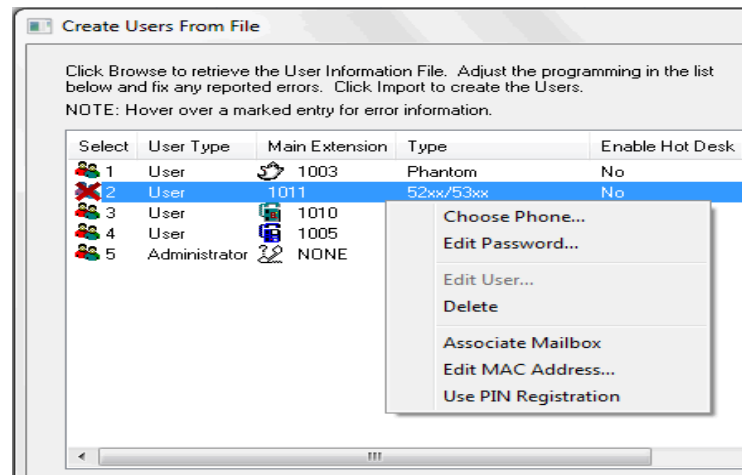 Create Users From File
Click Browse to retrieve the User Information File. Adjust the programming in the list
below and fix any reported errors. Click Import to create the Users.
NOTE: Hover over a marked entry for error information.
Select User Type Main Extension Type Enable Hot Desk
1 User 1003 Phantom No
2 User 1011 52xx/53xx No
3 User 1010
4 User 1005
5 Administrator NONE
Choose Phone...
Edit Password...
Edit User...
Delete
Associate Mailbox
Edit MAC Address...
Use PIN Registration